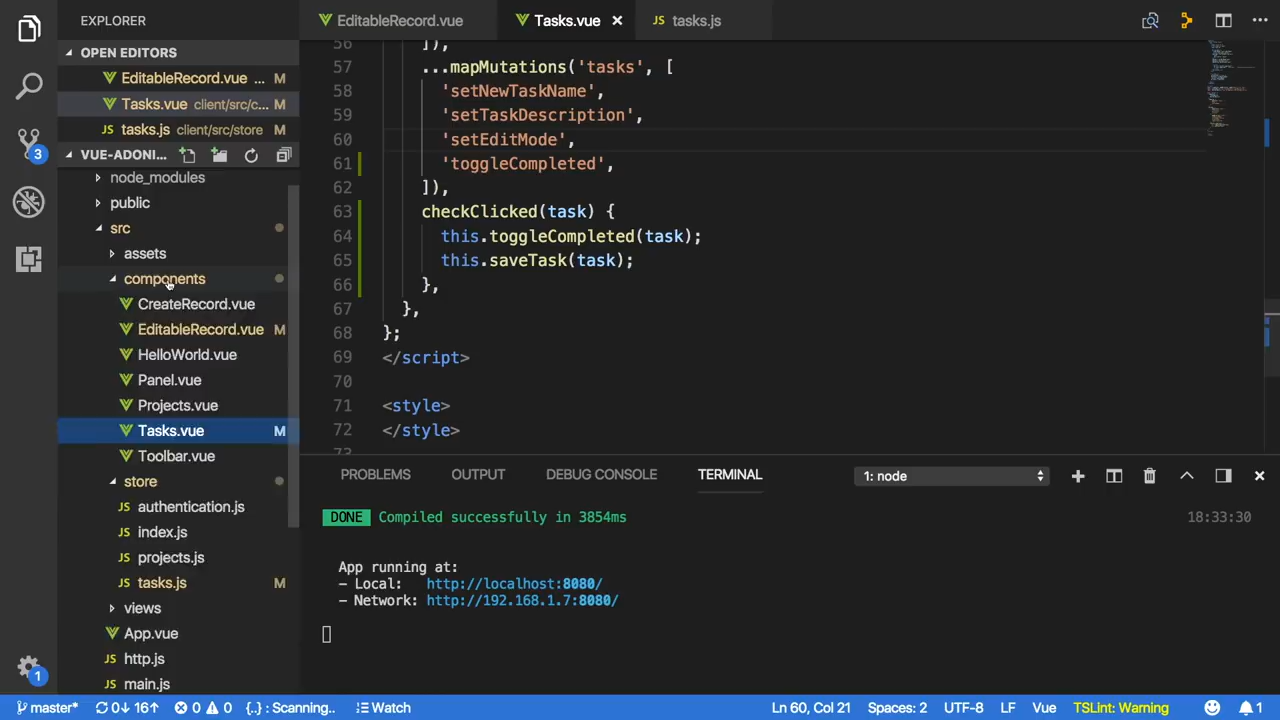 EXPLORER
OPEN EDITORS
EditableRecord.vue ... M
Tasks.vue client/src/c... M
tasks.js client/src/store M
VUE-ADONI...
node_modules
public
src
assets
components
CreateRecord.vue
EditableRecord.vue M
HelloWorld.vue
Panel.vue
Projects.vue
Tasks.vue M
Toolbar.vue
store
authentication.js
index.js
projects.js
tasks.js M
views
App.vue
http.js
main.js
3
1
EditableRecord.vue Tasks.vue tasks.js
56 ]),
57 ...mapMutations('tasks', [
58 'setNewTaskName',
59 'setTaskDescription',
60 'setEditMode',
61 'toggleCompleted',
62 ]),
63 checkClicked(task) {
64 this.toggleCompleted(task);
65 this.saveTask(task);
66 },
67 },
68 };
69 </script>
70
71 <style>
72 </style>
73
PROBLEMS OUTPUT DEBUG CONSOLE TERMINAL 1: node
DONE Compiled successfully in 3854ms 18:33:30
App running at:
- Local: http://localhost:8080/
- Network: http://192.168.1.7:8080/
master* 0↓ 16↑ 0 0 {..} : Scanning.. Watch Ln 60, Col 21 Spaces: 2 UTF-8 LF Vue TSLint: Warning 1